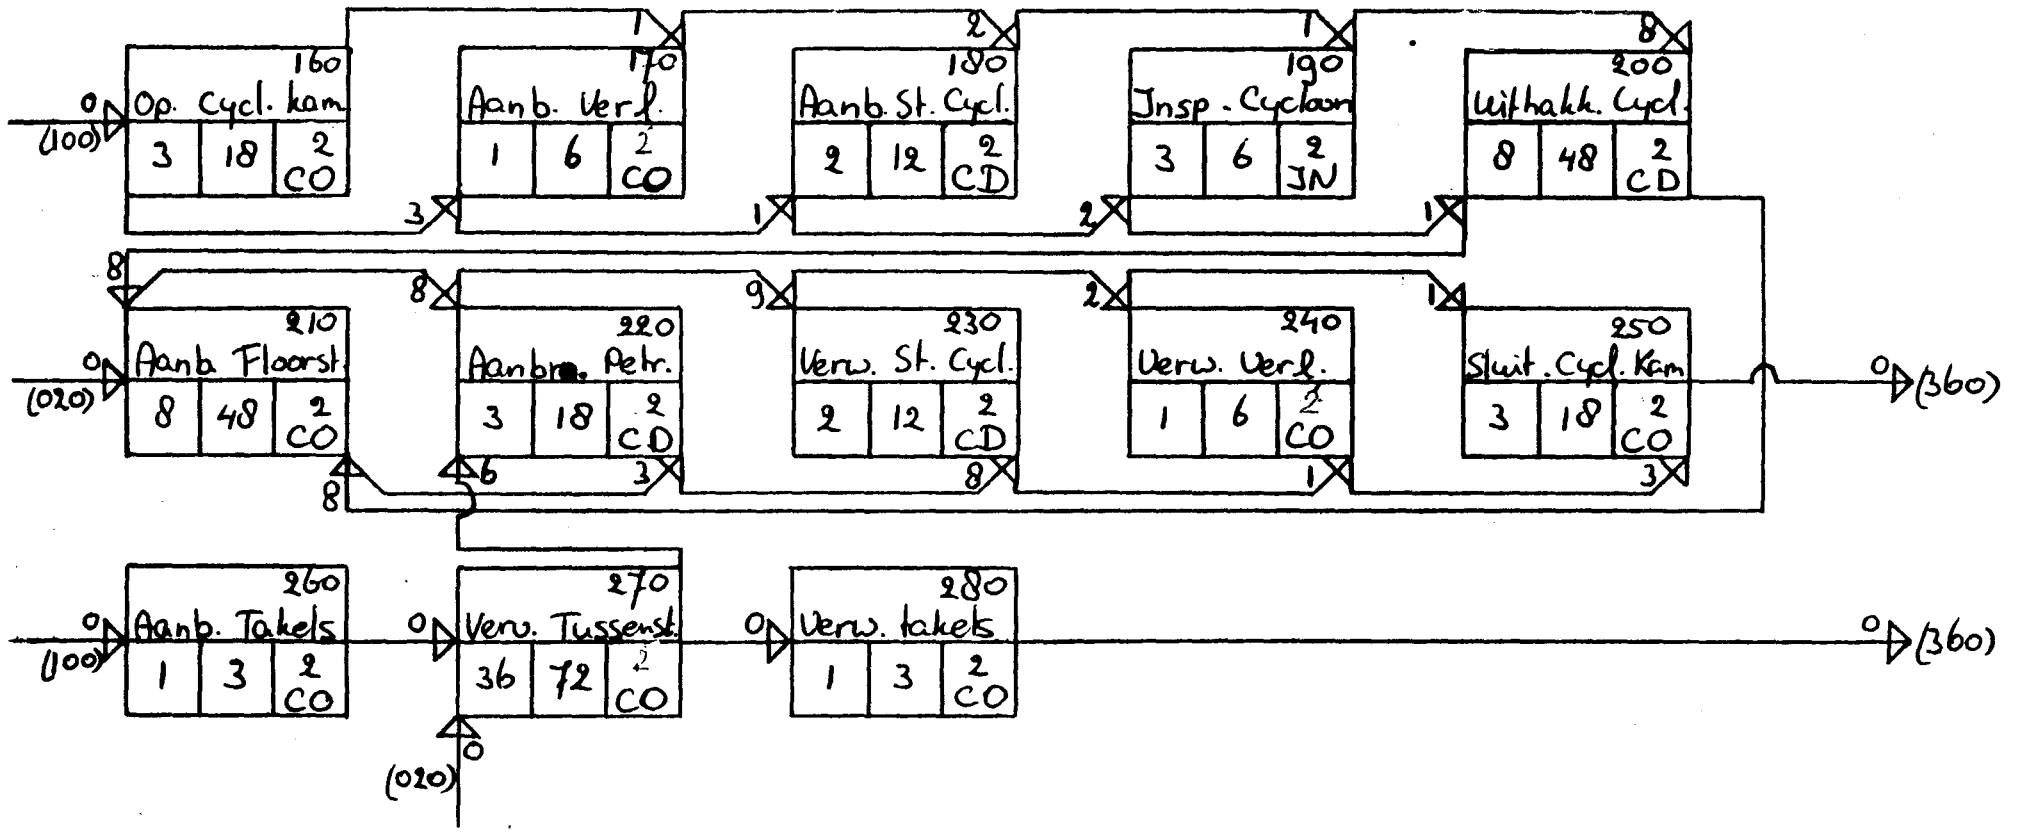 1 2 1 8
160 170 180 190 200
0 Op. Cycl. kam Aanb. Verl. Aanb. St. Cycl. Insp. Cycloon Uithakk. Cycl.
(100) 3 18 2 CO 1 6 2 CO 2 12 2 CD 3 6 2 IN 8 48 2 CD
3 1 2 1
8 8 9 2 1
210 220 230 240 250
0 Aanb. Floorst. Petr. Verw. St. Cycl. Verw. Verl. Sluit. Cycl. Kam 0 (360)
(020) 8 48 2 CO 3 18 2 CD 2 12 2 CD 1 6 2 CO 3 18 2 CO
8 6 3 8 1 3
260 270 280
0 Aanb. Takels 0 Verw. Tussenst. 0 Verw. takels 0 (360)
(100) 1 3 2 CO 36 72 2 CO 1 3 2 CO
0
(020)